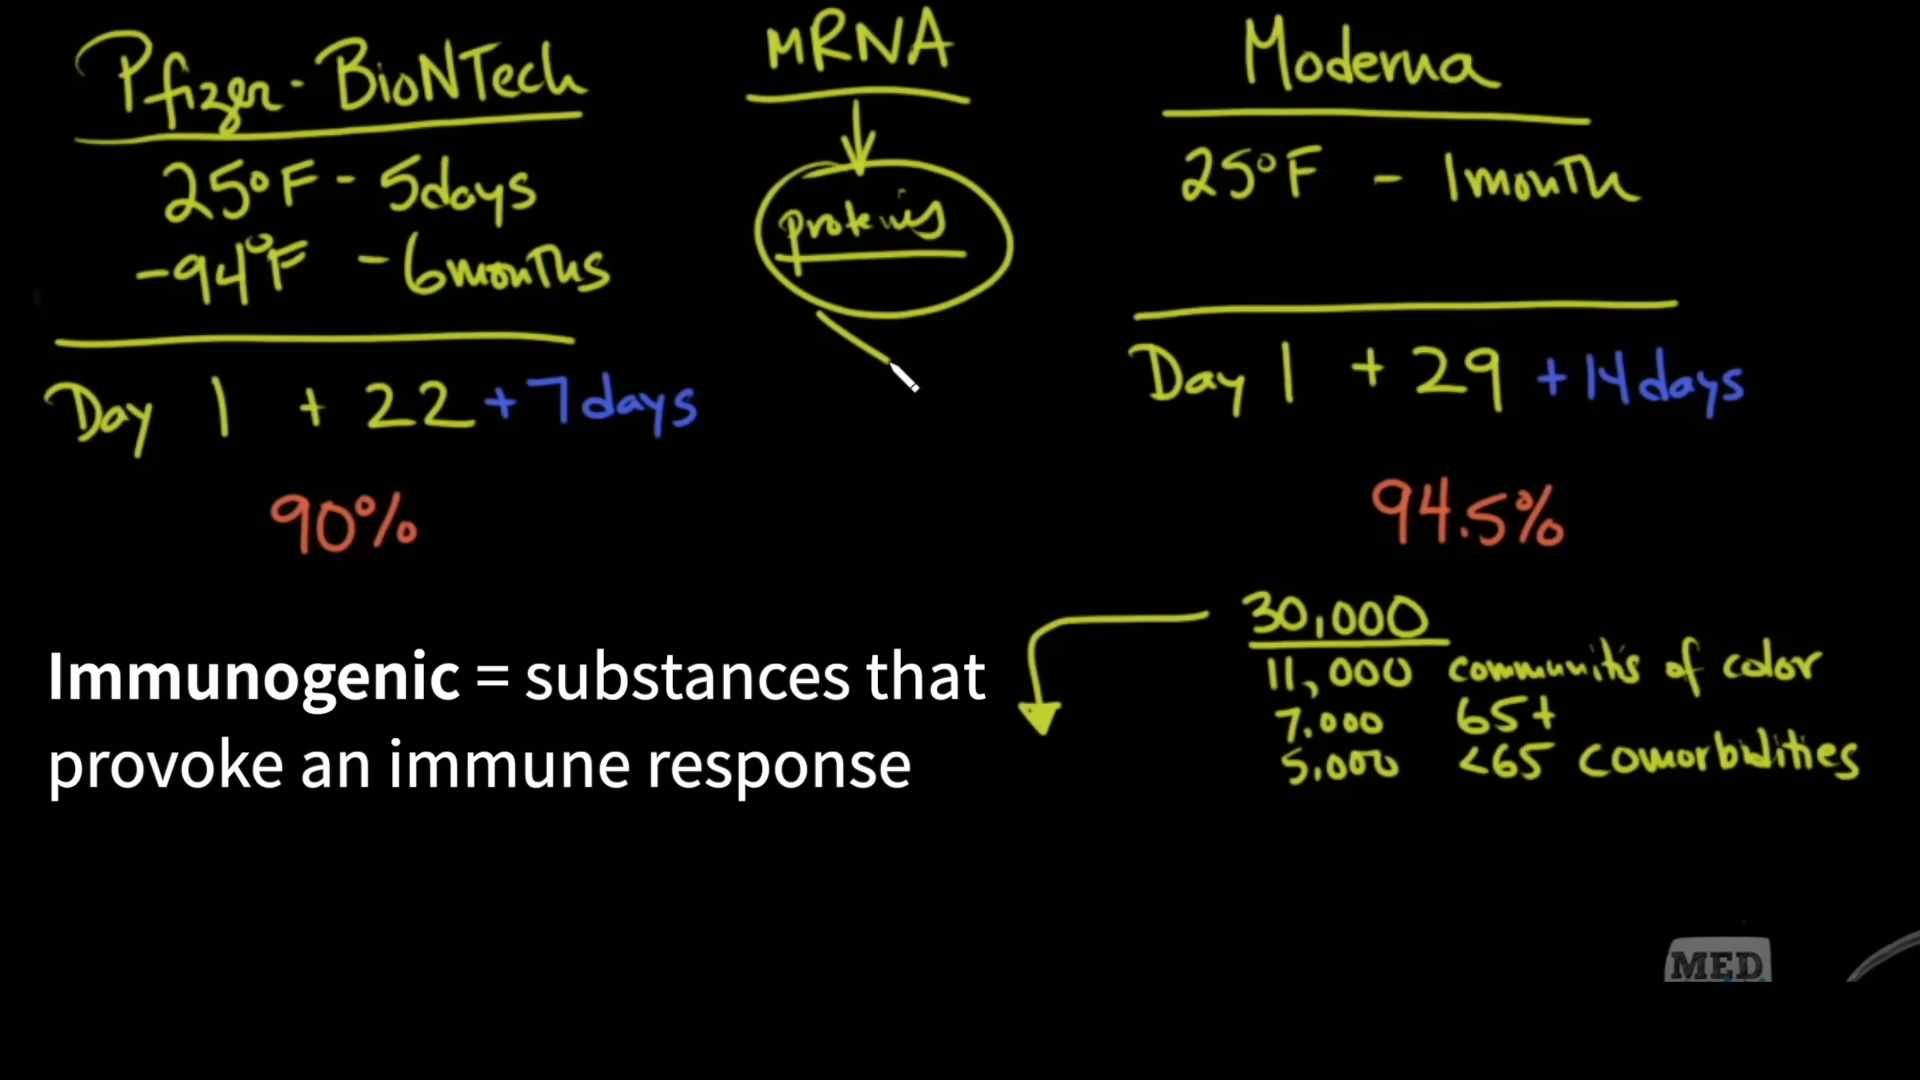 Pfizer-BioNTech
25°F - 5days
-94°F - 6months
Day 1 + 22 + 7days
90%
MRNA
proteins
Moderna
25°F - 1month
Day 1 + 29 + 14days
94.5%
30,000
11,000 communitis of color
7.000 65+
5,000 <65 comorbidities
Immunogenic = substances that
provoke an immune response
MED